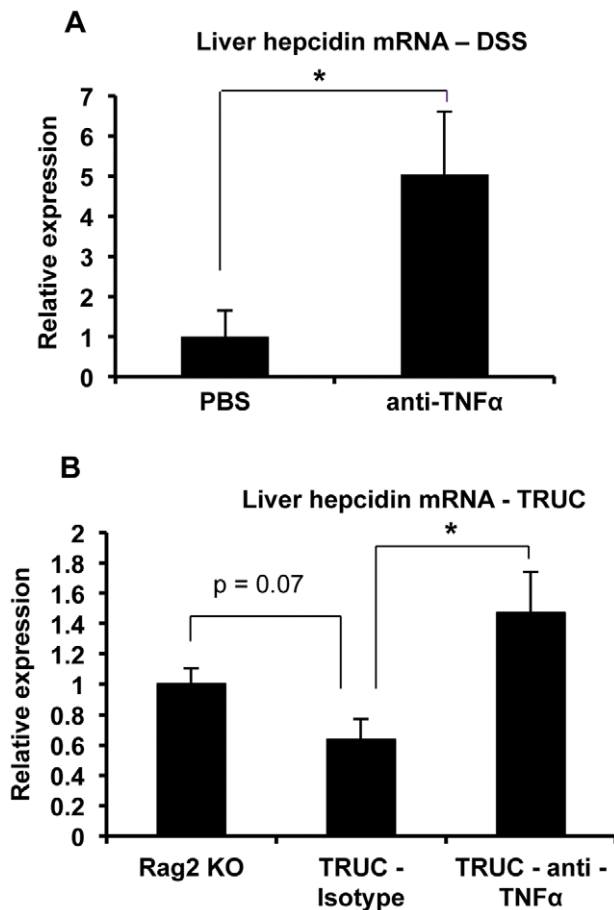 A
Liver hepcidin mRNA – DSS
*
Relative expression
7
6
5
4
3
2
1
0
PBS
anti-TNFα
B
Liver hepcidin mRNA - TRUC
*
p = 0.07
Relative expression
2
1.8
1.6
1.4
1.2
1
0.8
0.6
0.4
0.2
0
Rag2 KO
TRUC -
Isotype
TRUC - anti -
TNFα